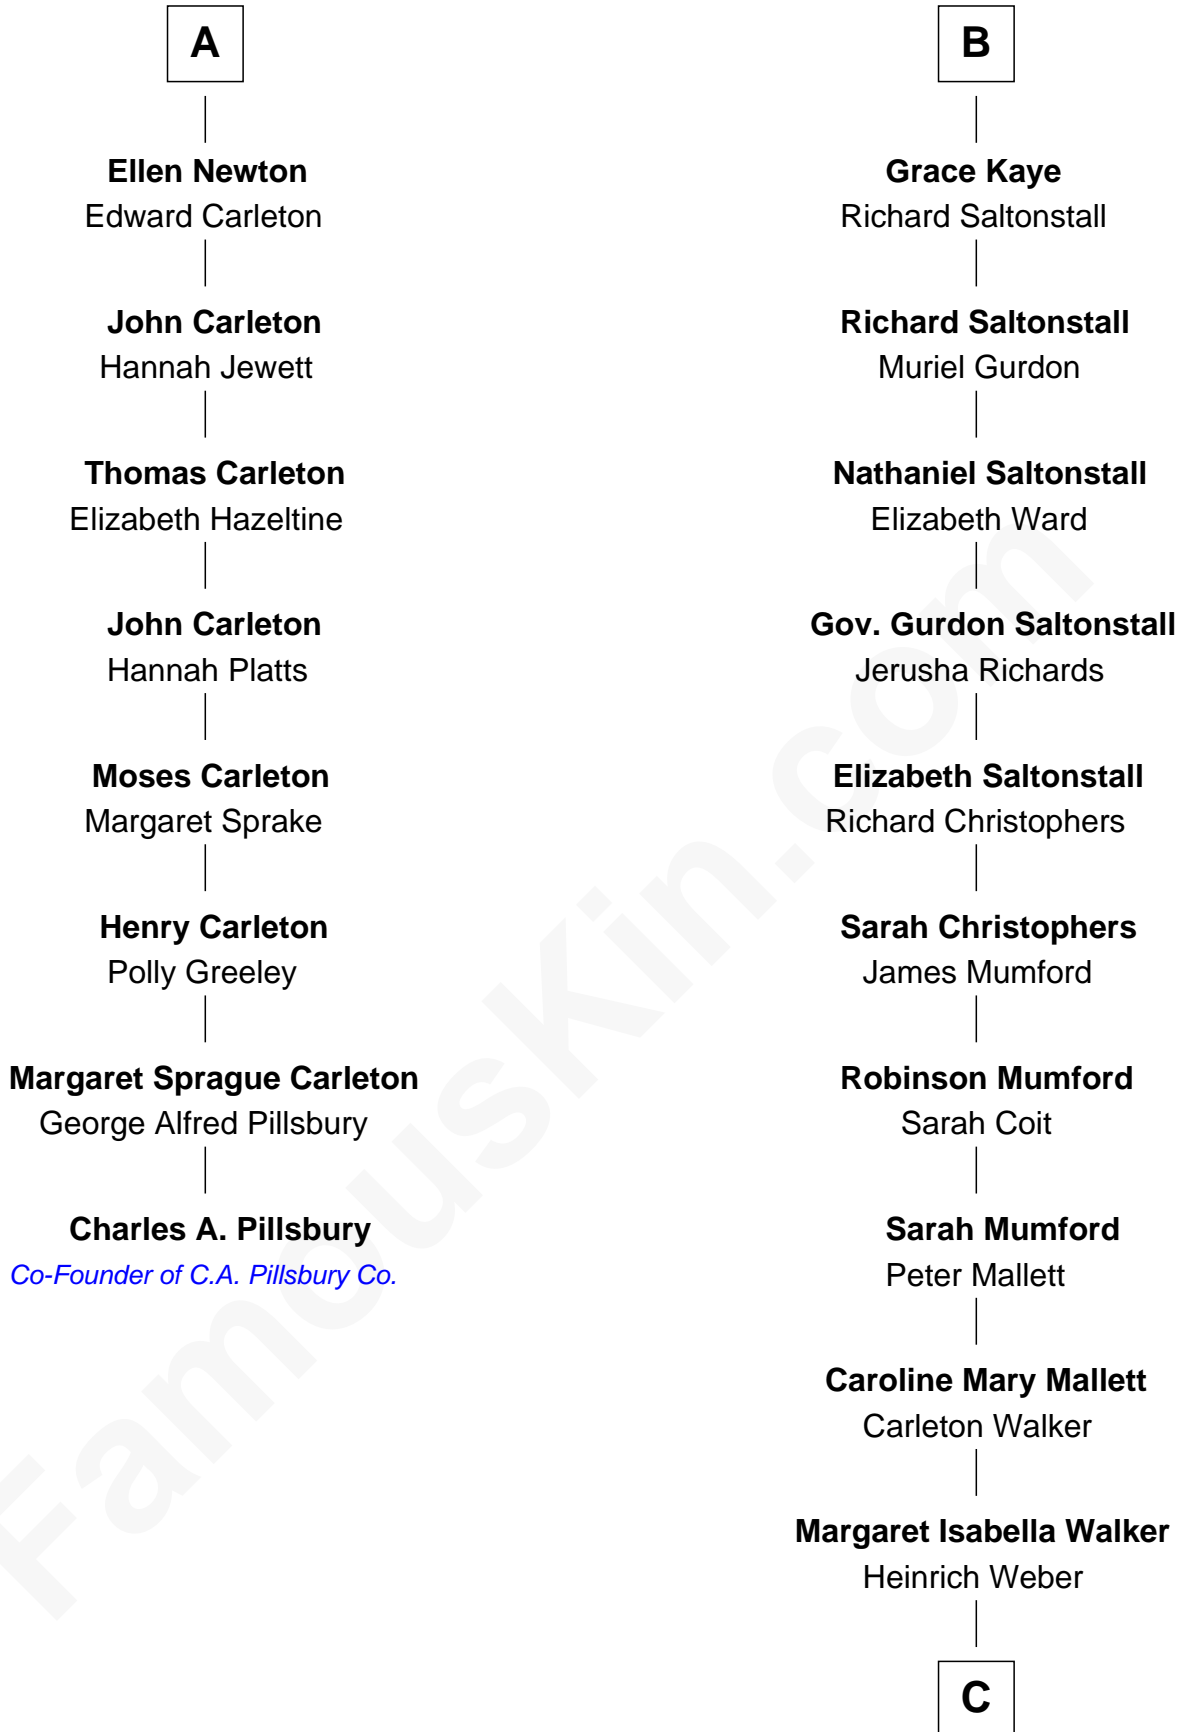 A
Ellen Newton
Edward Carleton
John Carleton
Hannah Jewett
Thomas Carleton
Elizabeth Hazeltine
John Carleton
Hannah Platts
Moses Carleton
Margaret Sprake
Henry Carleton
Polly Greeley
Margaret Sprague Carleton
George Alfred Pillsbury
Charles A. Pillsbury
Co-Founder of C.A. Pillsbury Co.
B
Grace Kaye
Richard Saltonstall
Richard Saltonstall
Muriel Gurdon
Nathaniel Saltonstall
Elizabeth Ward
Gov. Gurdon Saltonstall
Jerusha Richards
Elizabeth Saltonstall
Richard Christophers
Sarah Christophers
James Mumford
Robinson Mumford
Sarah Coit
Sarah Mumford
Peter Mallett
Caroline Mary Mallett
Carleton Walker
Margaret Isabella Walker
Heinrich Weber
C
FamousKin.com